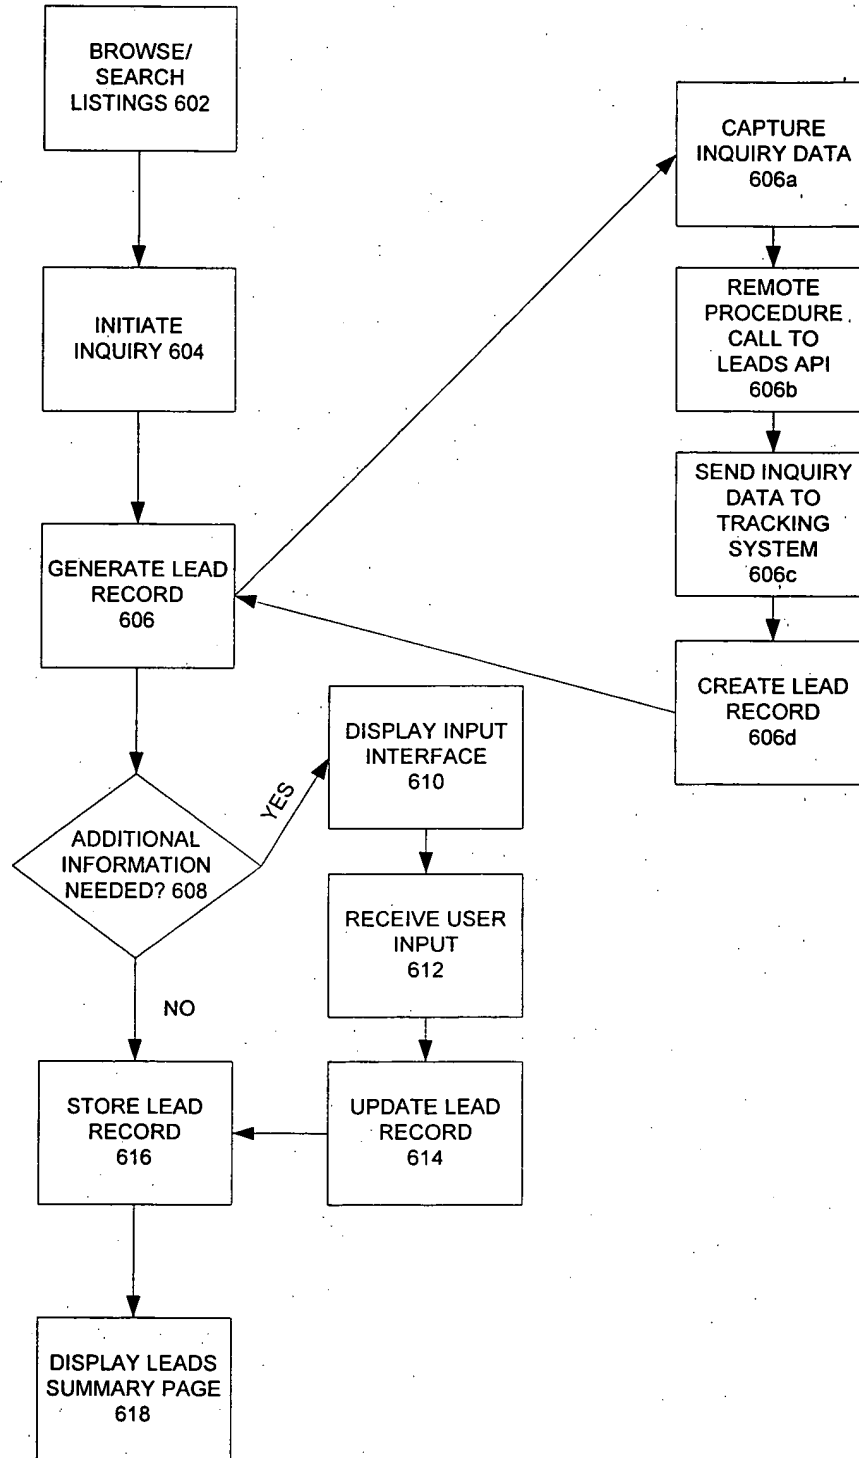 BROWSE/
SEARCH
LISTINGS 602
INITIATE
INQUIRY 604
GENERATE LEAD
RECORD
606
CAPTURE
INQUIRY DATA
606a
REMOTE
PROCEDURE
CALL TO
LEADS API
606b
SEND INQUIRY
DATA TO
TRACKING
SYSTEM
606c
CREATE LEAD
RECORD
606d
ADDITIONAL
INFORMATION
NEEDED? 608
YES
NO
DISPLAY INPUT
INTERFACE
610
RECEIVE USER
INPUT
612
UPDATE LEAD
RECORD
614
STORE LEAD
RECORD
616
DISPLAY LEADS
SUMMARY PAGE
618